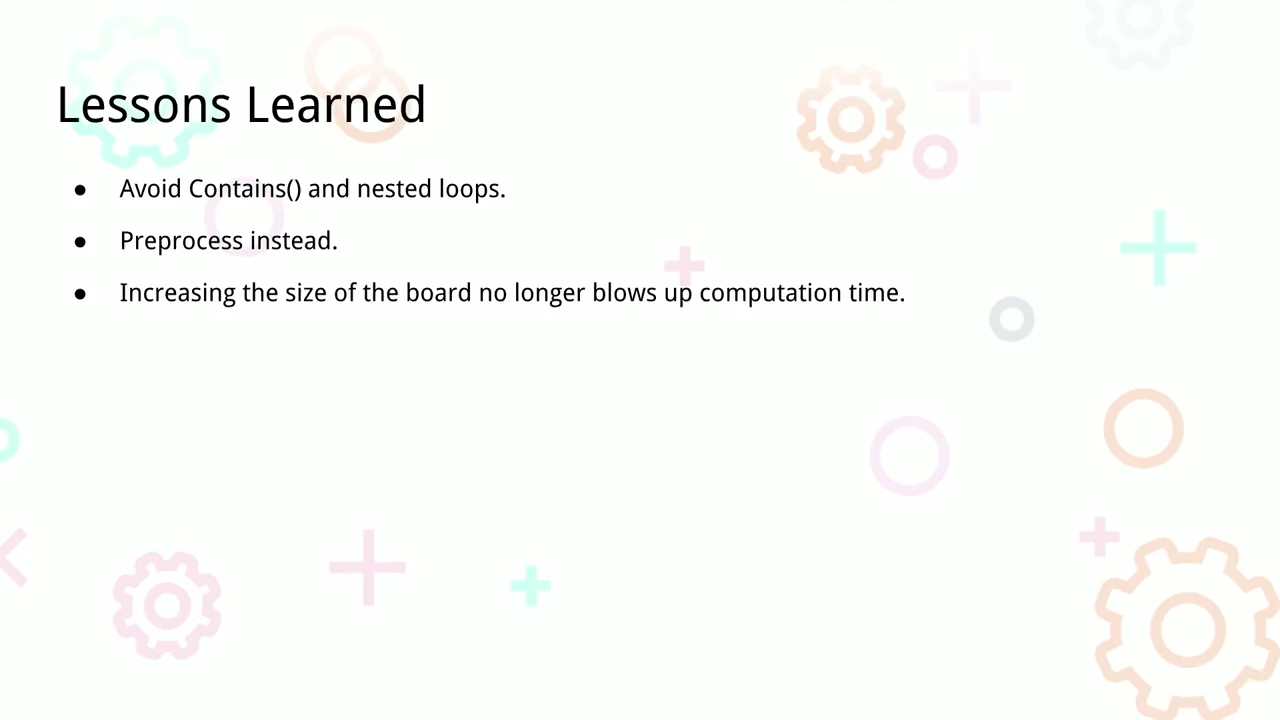 Lessons Learned
● Avoid Contains() and nested loops.
● Preprocess instead.
● Increasing the size of the board no longer blows up computation time.